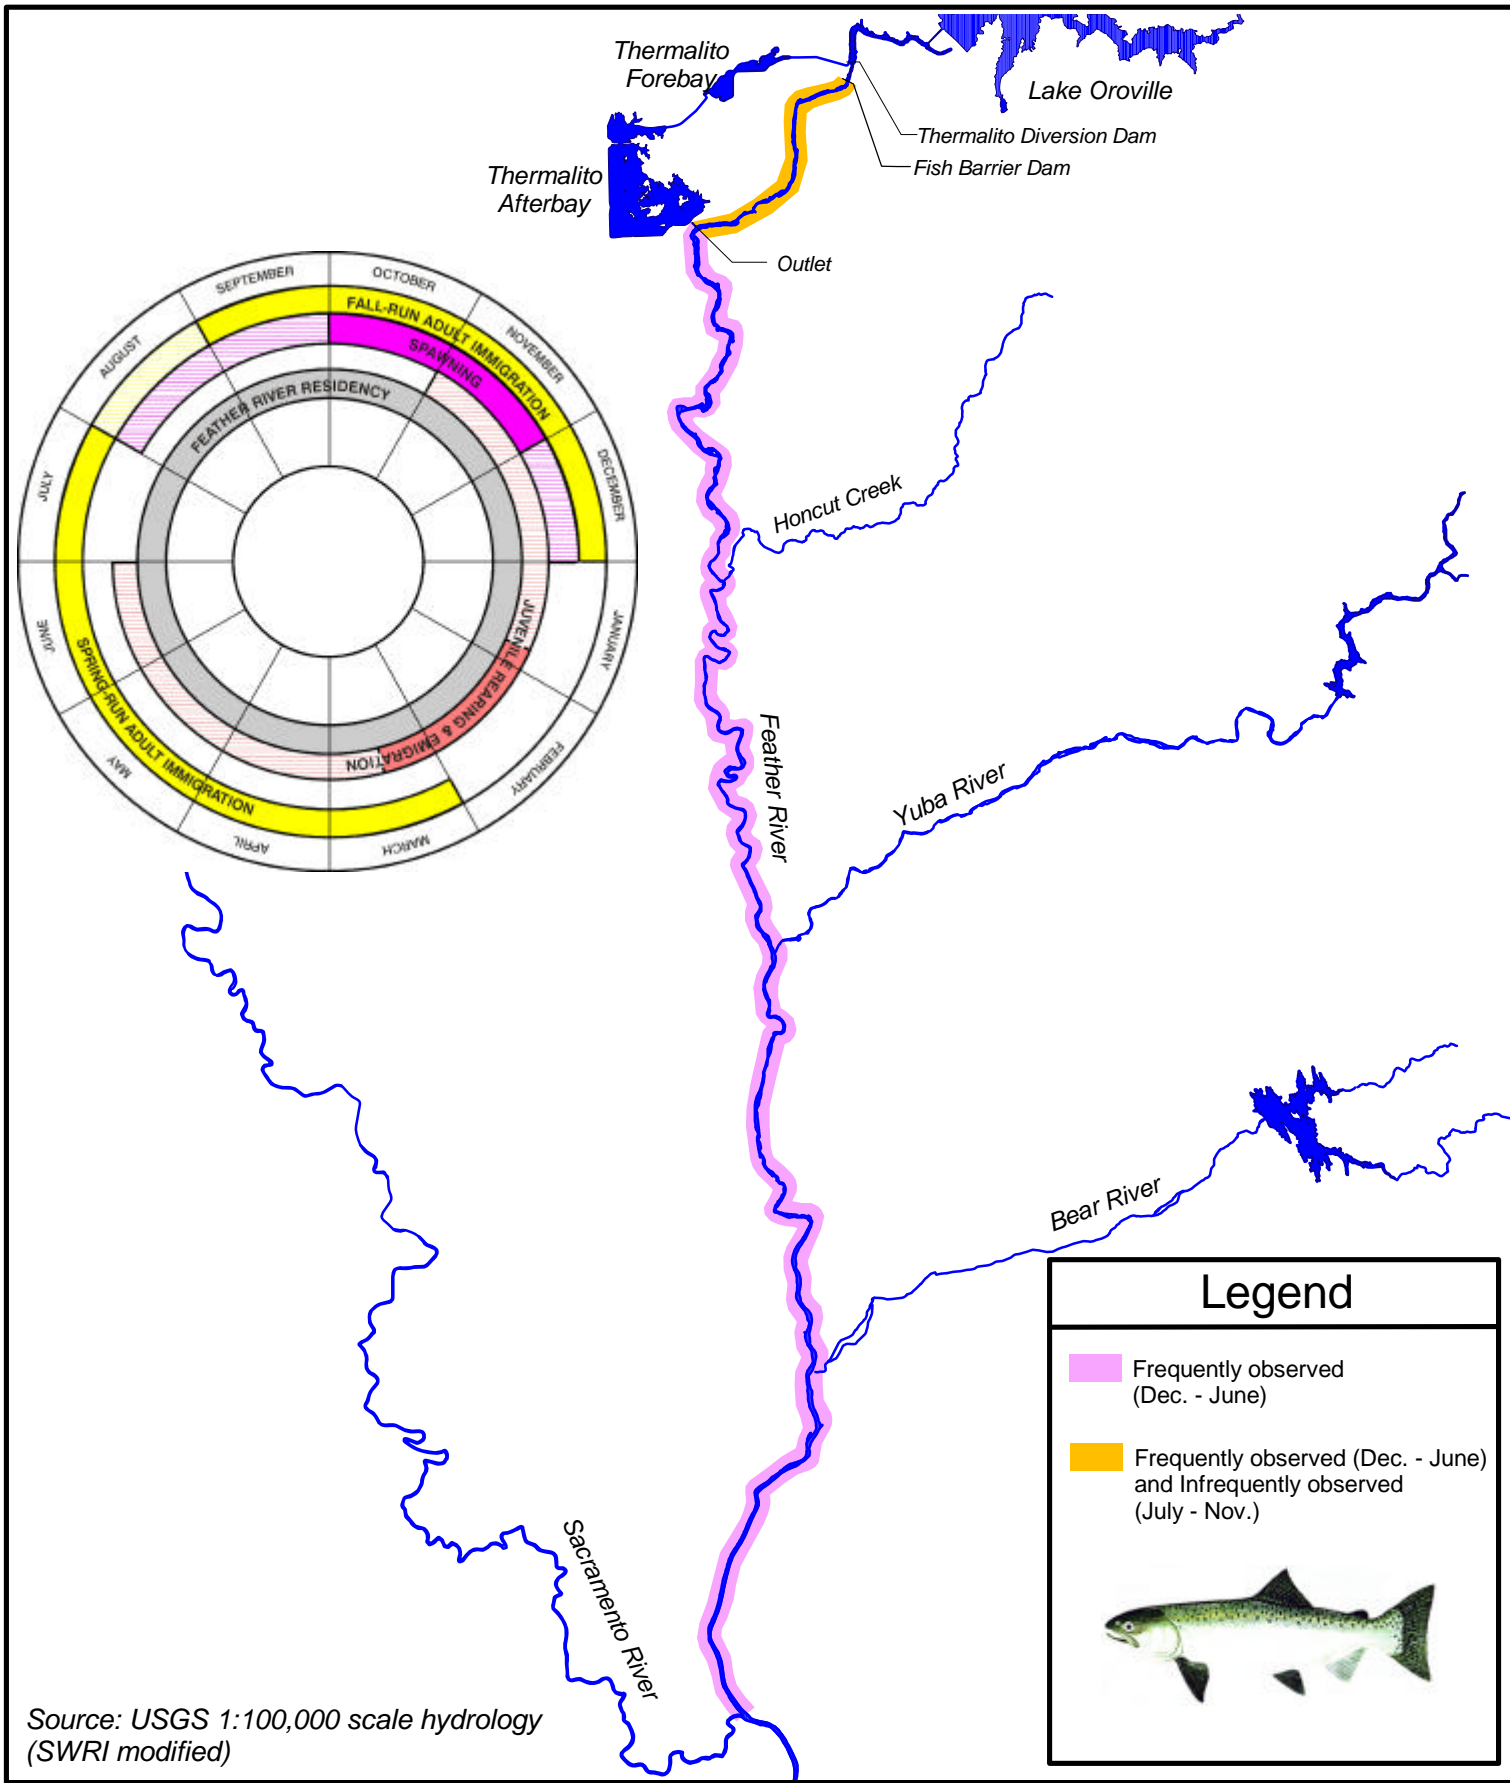 Thermalito
Forebay
Lake Oroville
Thermalito Diversion Dam
Fish Barrier Dam
Thermalito
Afterbay
Outlet
SEPTEMBER
OCTOBER
NOVEMBER
DECEMBER
JANUARY
FEBRUARY
MARCH
APRIL
MAY
JUNE
JULY
AUGUST
FALL-RUN ADULT IMMIGRATION
SPAWNING
FEATHER RIVER RESIDENCY
JUVENILE REARING & EMIGRATION
SPRING-RUN ADULT IMMIGRATION
Honcut Creek
Feather River
Yuba River
Bear River
Sacramento River
Legend
Frequently observed
(Dec. - June)
Frequently observed (Dec. - June)
and Infrequently observed
(July - Nov.)
Source: USGS 1:100,000 scale hydrology
(SWRI modified)